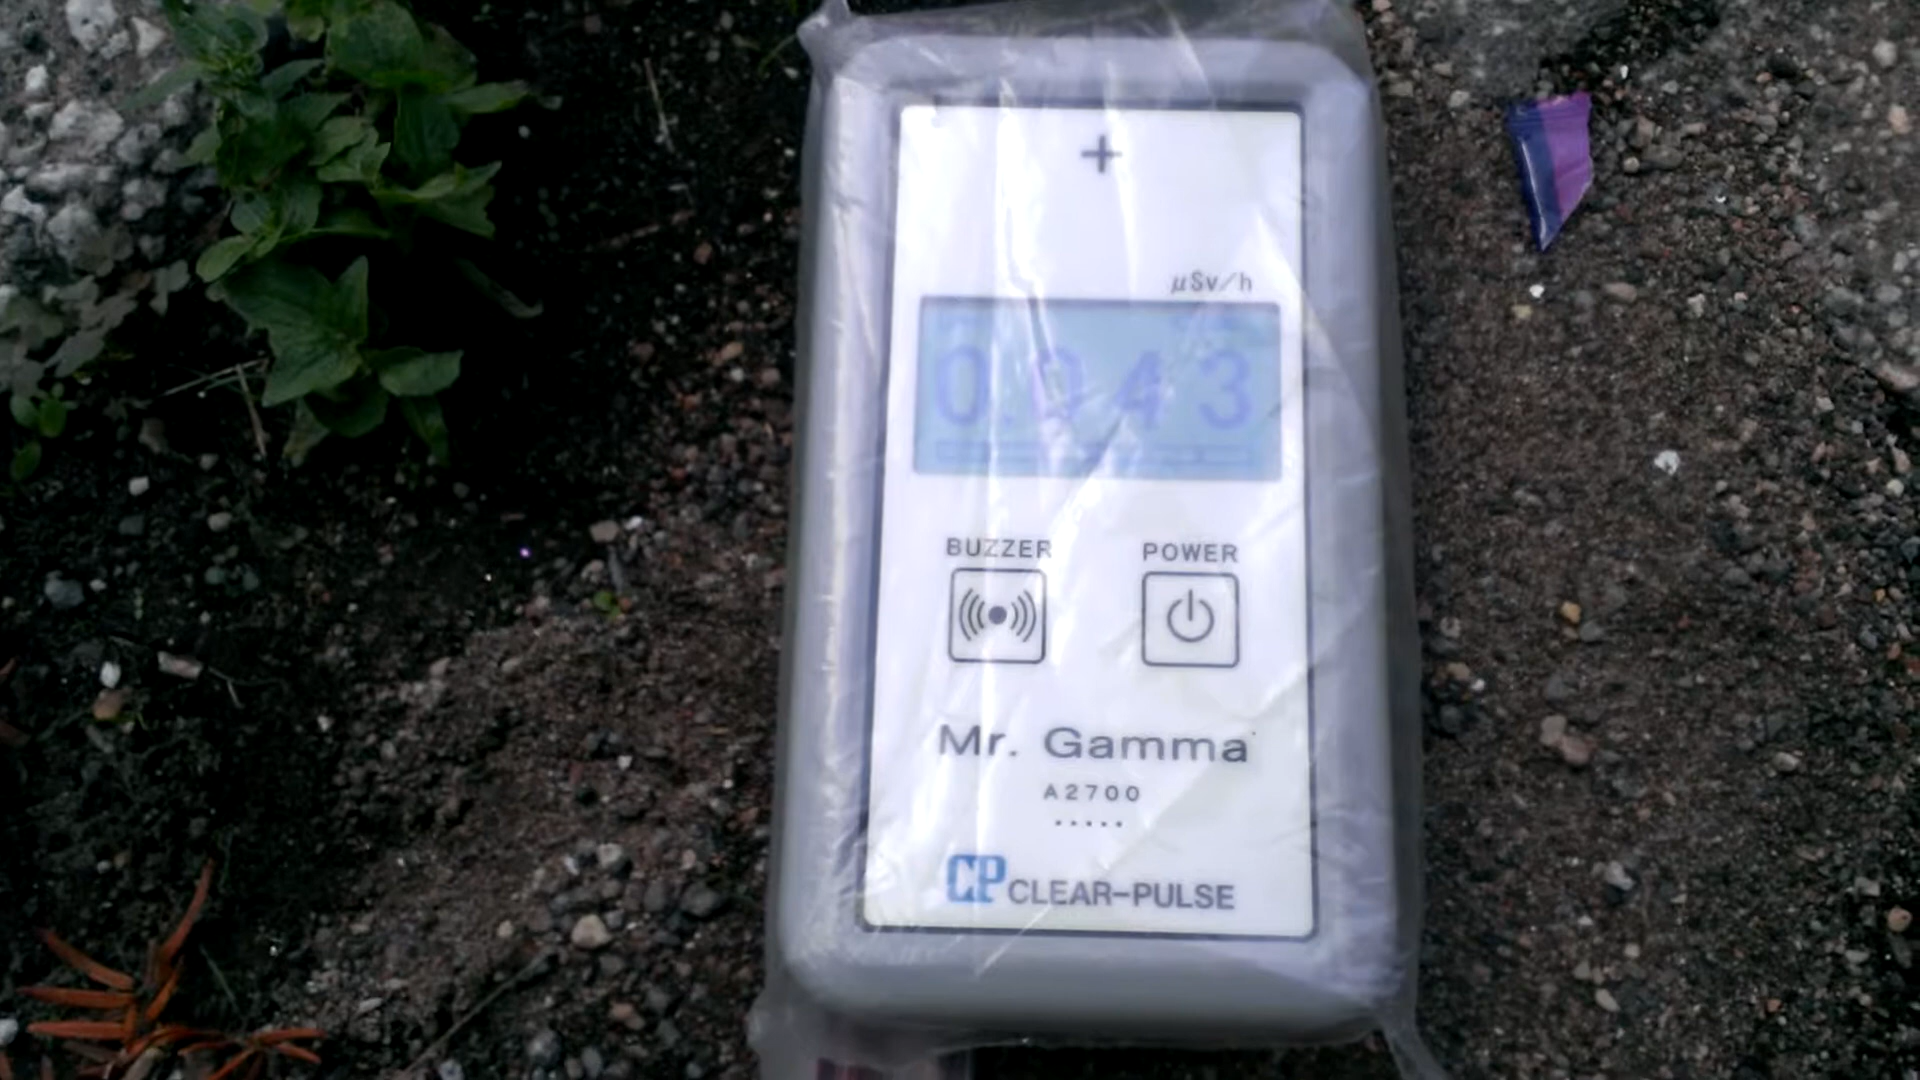 +
μSv/h
0.043
BUZZER POWER
Mr. Gamma
A2700
CP CLEAR-PULSE